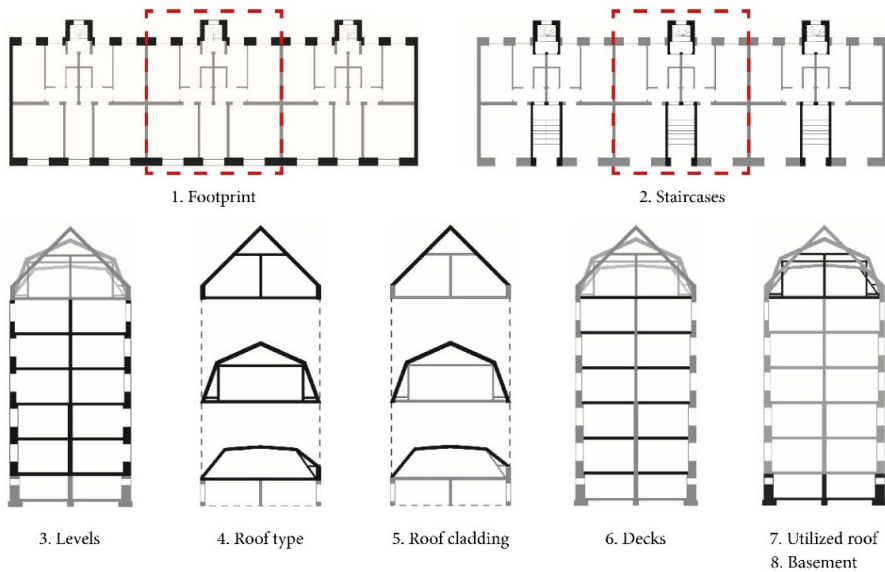 1. Footprint
2. Staircases
3. Levels
4. Roof type
5. Roof cladding
6. Decks
7. Utilized roof
8. Basement